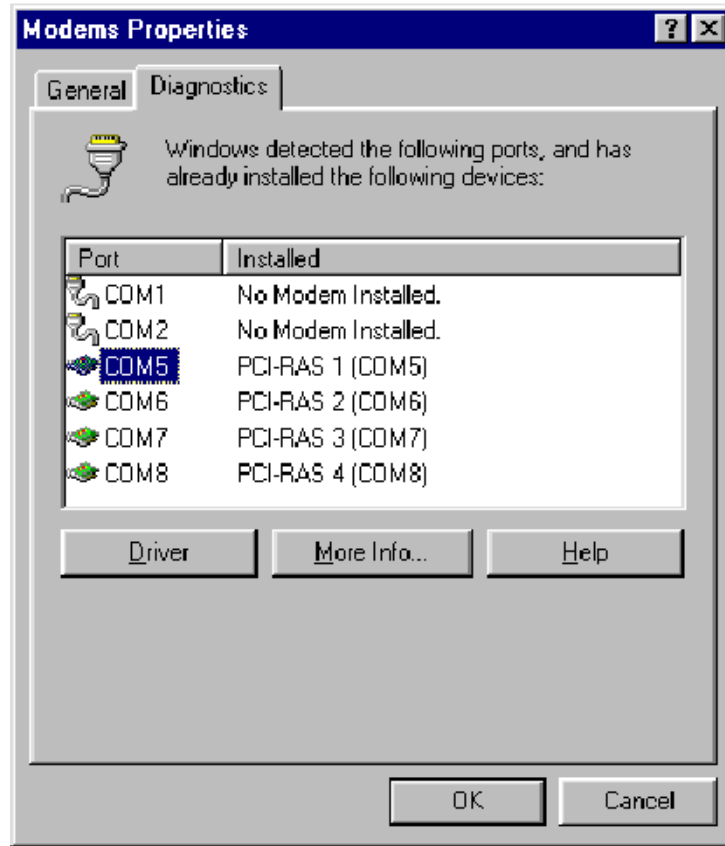 Modems Properties
General Diagnostics
Windows detected the following ports, and has
already installed the following devices:
Port Installed
COM1 No Modem Installed.
COM2 No Modem Installed.
COM5 PCI-RAS 1 (COM5)
COM6 PCI-RAS 2 (COM6)
COM7 PCI-RAS 3 (COM7)
COM8 PCI-RAS 4 (COM8)
Driver More Info... Help
OK Cancel